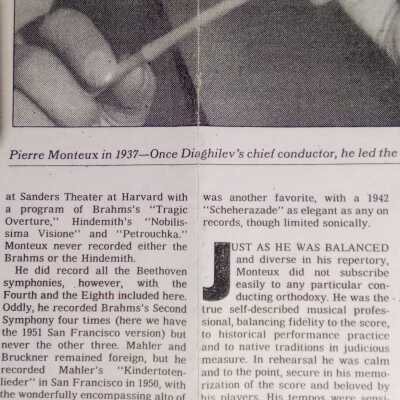 Pierre Monteux in 1937—Once Diaghilev's chief conductor, he led the
at Sanders Theater at Harvard with
a program of Brahms's "Tragic
Overture," Hindemith's "Nobilis-
sima Visione" and "Petrouchka."
Monteux never recorded either the
Brahms or the Hindemith.
He did record all the Beethoven
symphonies, however, with the
Fourth and the Eighth included here.
Oddly, he recorded Brahms's Second
Symphony four times (here we have
the 1951 San Francisco version) but
never the other three. Mahler and
Bruckner remained foreign, but he
recorded Mahler's "Kindertoten-
lieder" in San Francisco in 1950, with
the wonderfully encompassing alto of
was another favorite, with a 1942
"Scheherazade" as elegant as any on
records, though limited sonically.
JUST AS HE WAS BALANCED
and diverse in his repertory,
Monteux did not subscribe
easily to any particular con-
ducting orthodoxy. He was the
true self-described musical profes-
sional, balancing fidelity to the score,
to historical performance practice
and to native traditions in judicious
measure. In rehearsal he was calm
and to the point, secure in his memo-
rization of the score and beloved by
his players. His tempos were sensi-